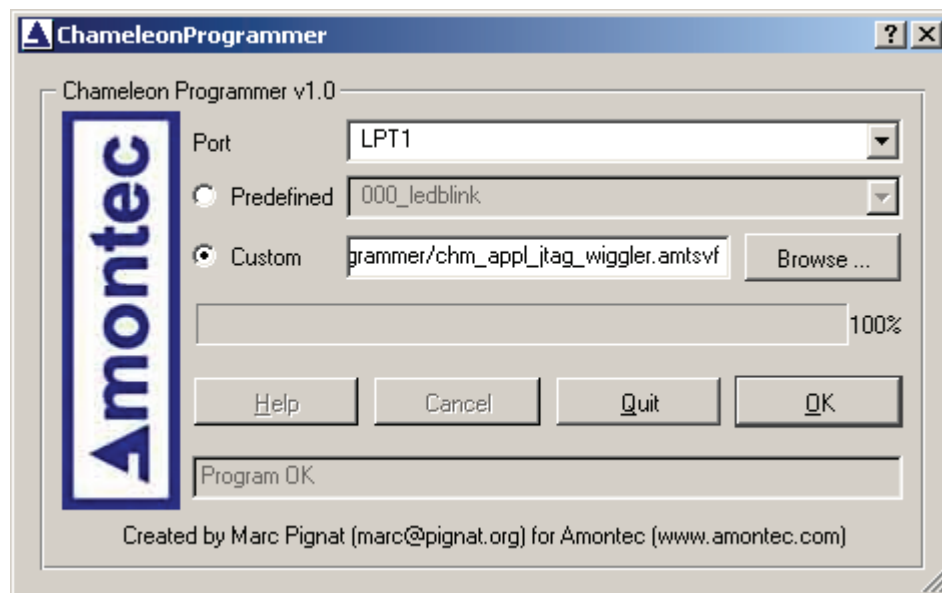 ChameleonProgrammer
Chameleon Programmer v1.0
Amontec
Port LPT1
Predefined 000_ledblink
Custom grammer/chm_appl_jtag_wiggler.amtsvf Browse ...
100%
Help Cancel Quit OK
Program OK
Created by Marc Pignat (marc@pignat.org) for Amontec (www.amontec.com)